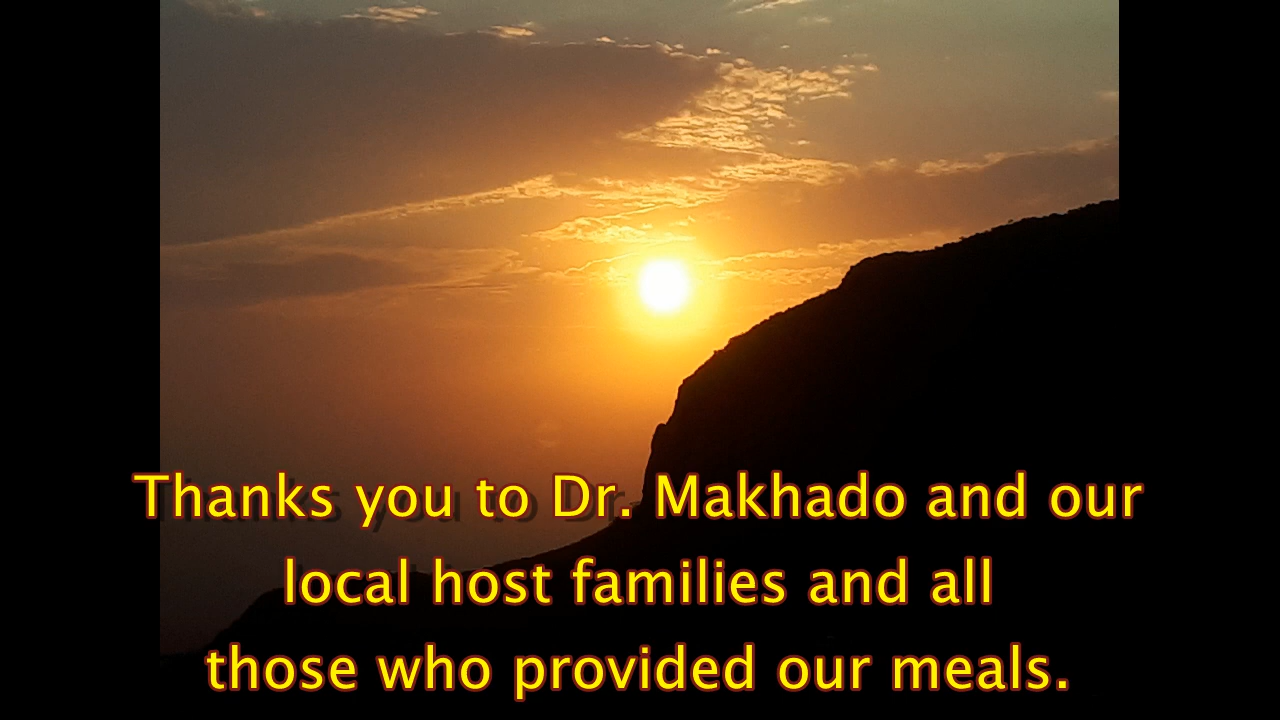 Thanks you to Dr. Makhado and our
local host families and all
those who provided our meals.